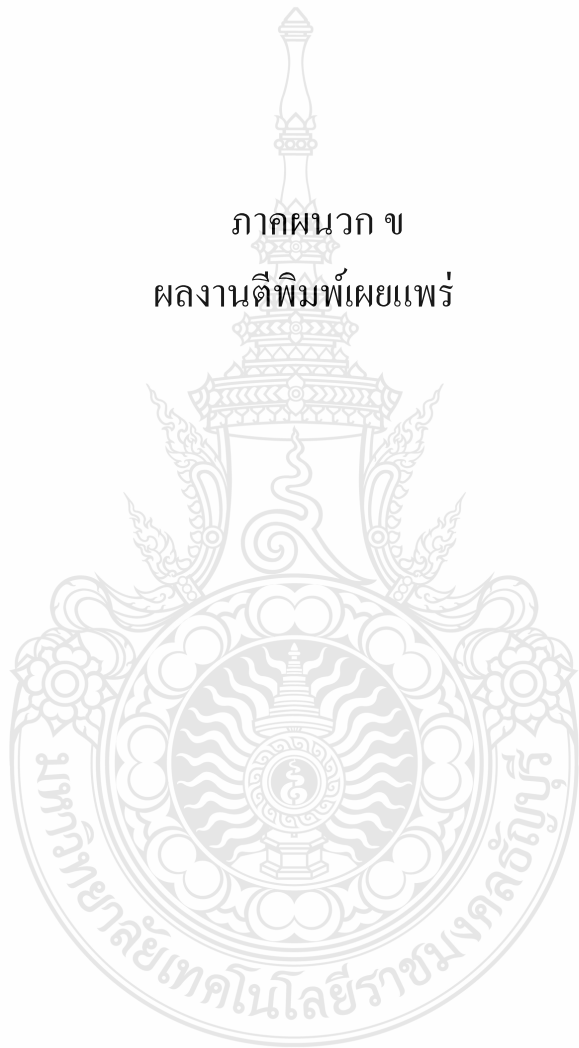 ภาคผนวก ข
ผลงานตีพิมพ์เผยแพร่
มหาวิทยาลัยเทคโนโลยีราชมงคลธัญบุรี